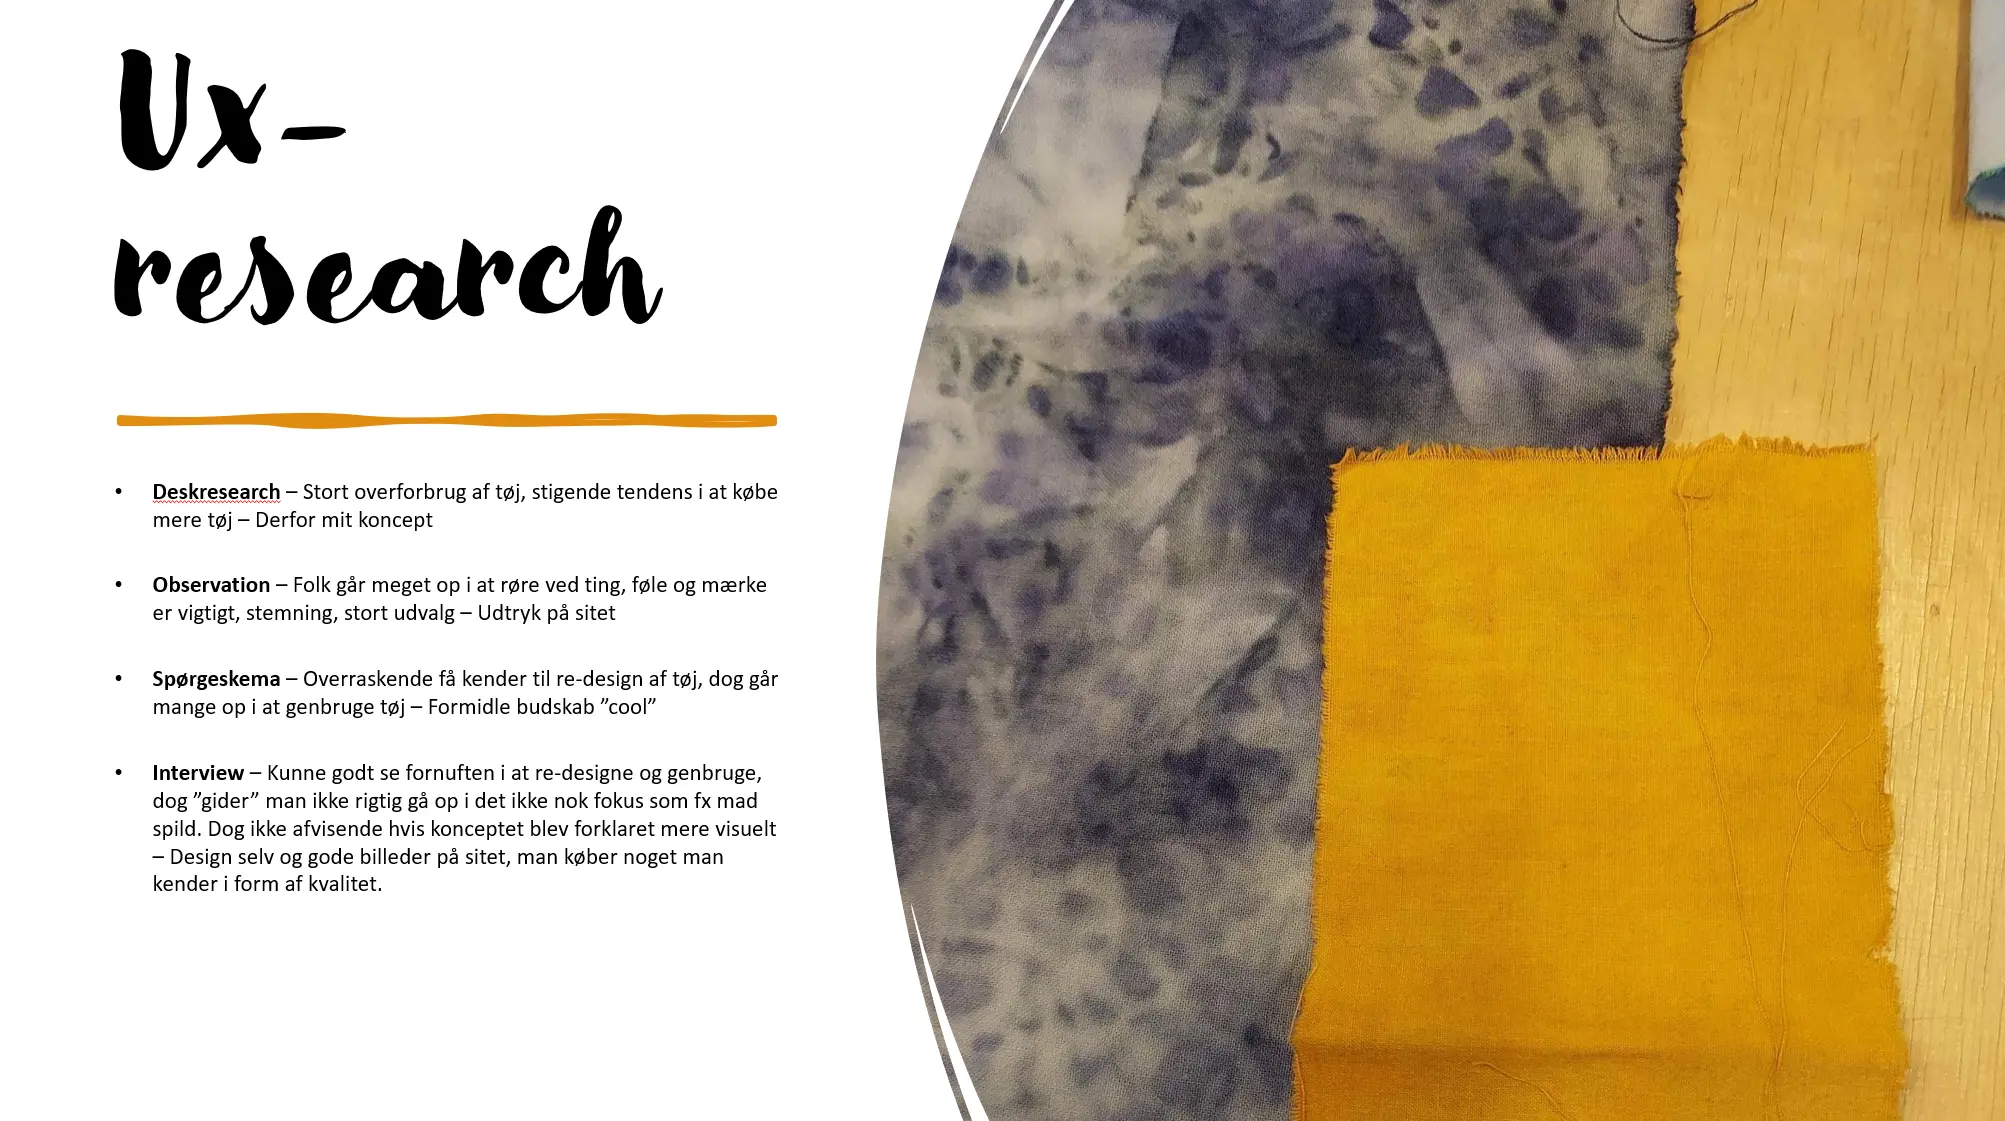 Ux-
research
• Deskresearch – Stort overforbrug af tøj, stigende tendens i at købe
mere tøj – Derfor mit koncept
• Observation – Folk går meget op i at røre ved ting, føle og mærke
er vigtigt, stemning, stort udvalg – Udtryk på sitet
• Spørgeskema – Overraskende få kender til re-design af tøj, dog går
mange op i at genbruge tøj – Formidle budskab ”cool”
• Interview – Kunne godt se fornuften i at re-designe og genbruge,
dog ”gider” man ikke rigtig gå op i det ikke nok fokus som fx mad
spild. Dog ikke afvisende hvis konceptet blev forklaret mere visuelt
– Design selv og gode billeder på sitet, man køber noget man
kender i form af kvalitet.